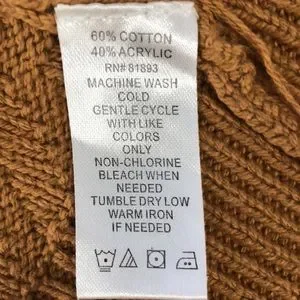 60% COTTON
40% ACRYLIC
RN# 81893
MACHINE WASH
COLD
GENTLE CYCLE
WITH LIKE
COLORS
ONLY
NON-CHLORINE
BLEACH WHEN
NEEDED
TUMBLE DRY LOW
WARM IRON
IF NEEDED